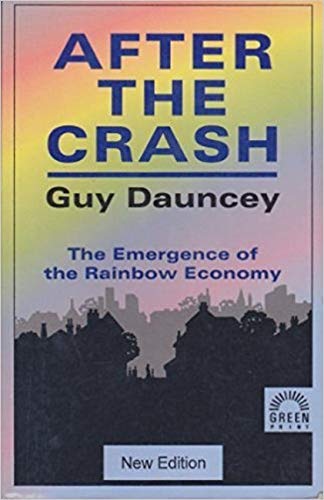 AFTER
THE
CRASH
Guy Dauncey
The Emergence of
the Rainbow Economy
GREEN
PRINT
New Edition